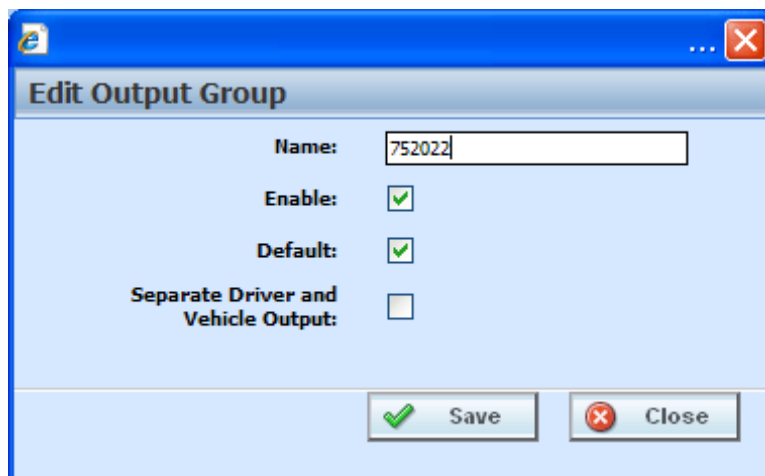 ...
Edit Output Group
Name: 752022
Enable:
Default:
Separate Driver and
Vehicle Output:
Save Close